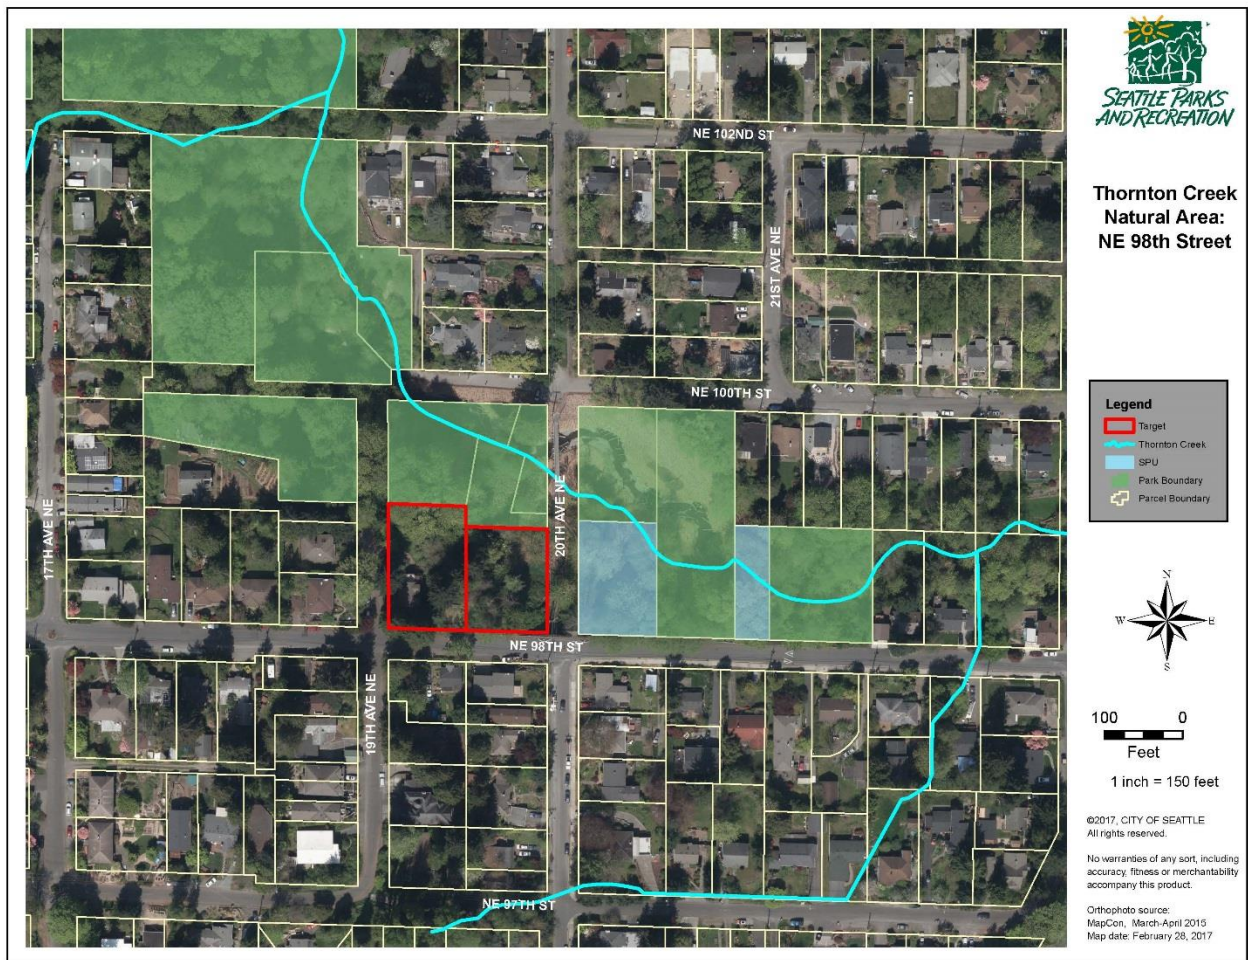 SEATTLE PARKS
AND RECREATION
Thornton Creek
Natural Area:
NE 98th Street
NE 102ND ST
21ST AVE NE
NE 100TH ST
17TH AVE NE
20TH AVE NE
NE 98TH ST
19TH AVE NE
NE 97TH ST
Legend
Target
Thornton Creek
SPU
Park Boundary
Parcel Boundary
N
W
E
S
100 0
Feet
1 inch = 150 feet
©2017, CITY OF SEATTLE
All rights reserved.
No warranties of any sort, including
accuracy, fitness or merchantability
accompany this product.
Orthophoto source:
MapCon, March-April 2015
Map date: February 28, 2017